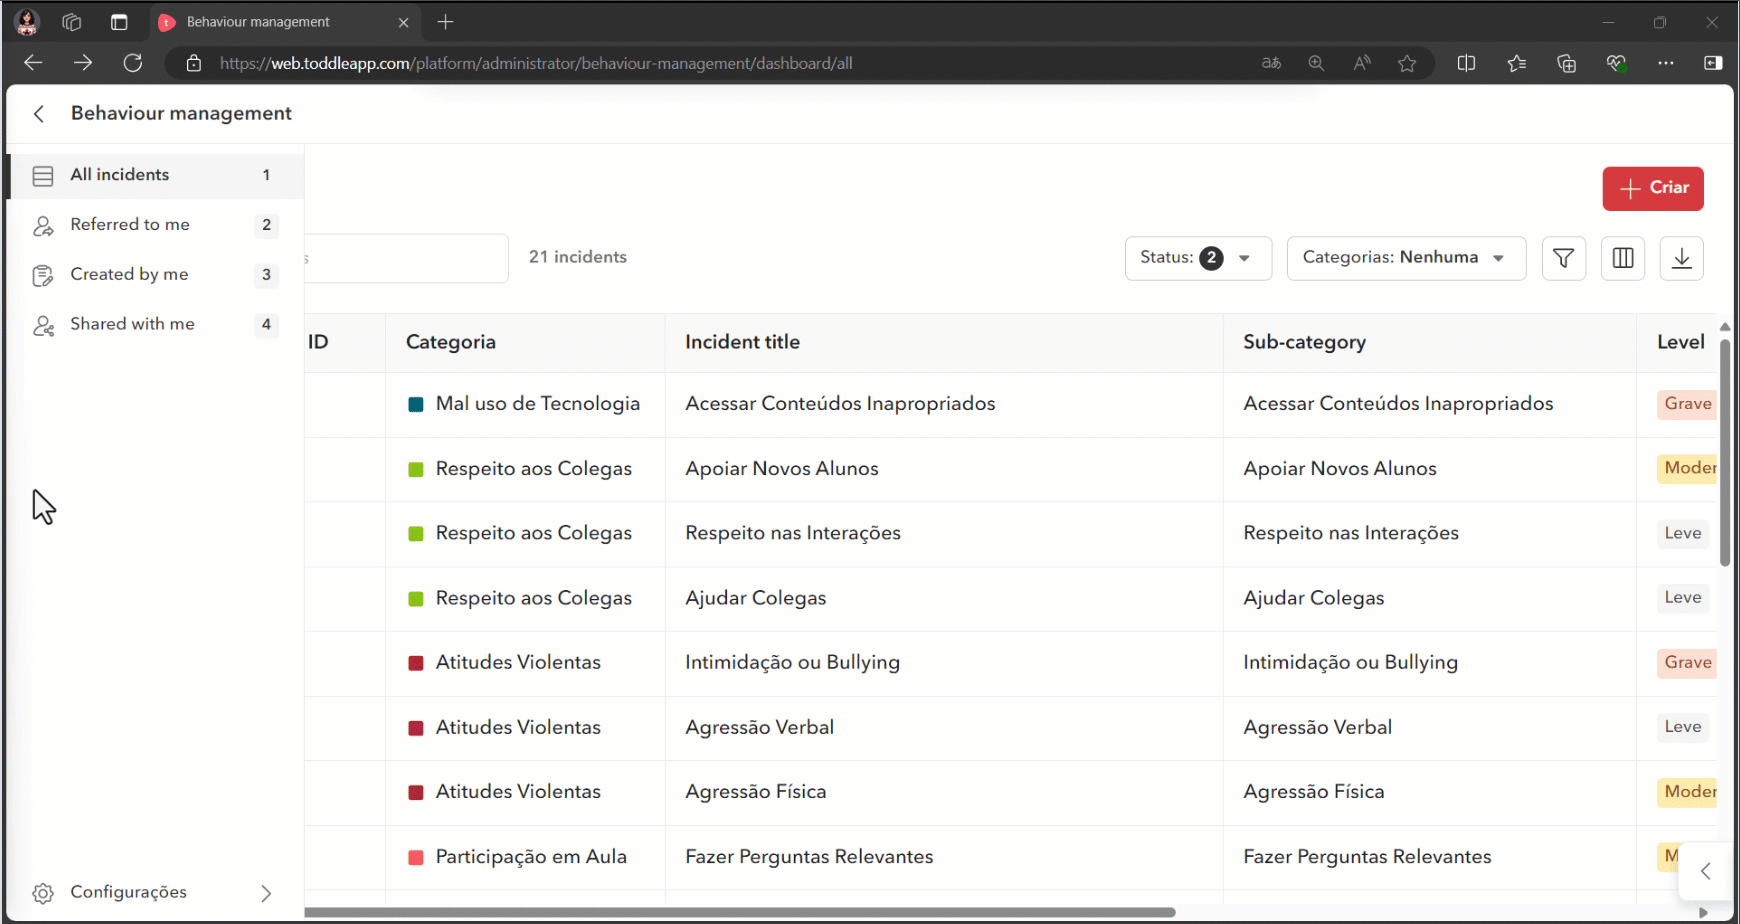 Behaviour management
https://web.toddleapp.com/platform/administrator/behaviour-management/dashboard/all
Behaviour management
All incidents 1
Referred to me 2
Created by me 3
Shared with me 4
Configurações
Criar
s 21 incidents Status: 2 Categorias: Nenhuma
ID Categoria Incident title Sub-category Level
Mal uso de Tecnologia Acessar Conteúdos Inapropriados Acessar Conteúdos Inapropriados Grave
Respeito aos Colegas Apoiar Novos Alunos Apoiar Novos Alunos Moder
Respeito aos Colegas Respeito nas Interações Respeito nas Interações Leve
Respeito aos Colegas Ajudar Colegas Ajudar Colegas Leve
Atitudes Violentas Intimidação ou Bullying Intimidação ou Bullying Grave
Atitudes Violentas Agressão Verbal Agressão Verbal Leve
Atitudes Violentas Agressão Física Agressão Física Moder
Participação em Aula Fazer Perguntas Relevantes Fazer Perguntas Relevantes M